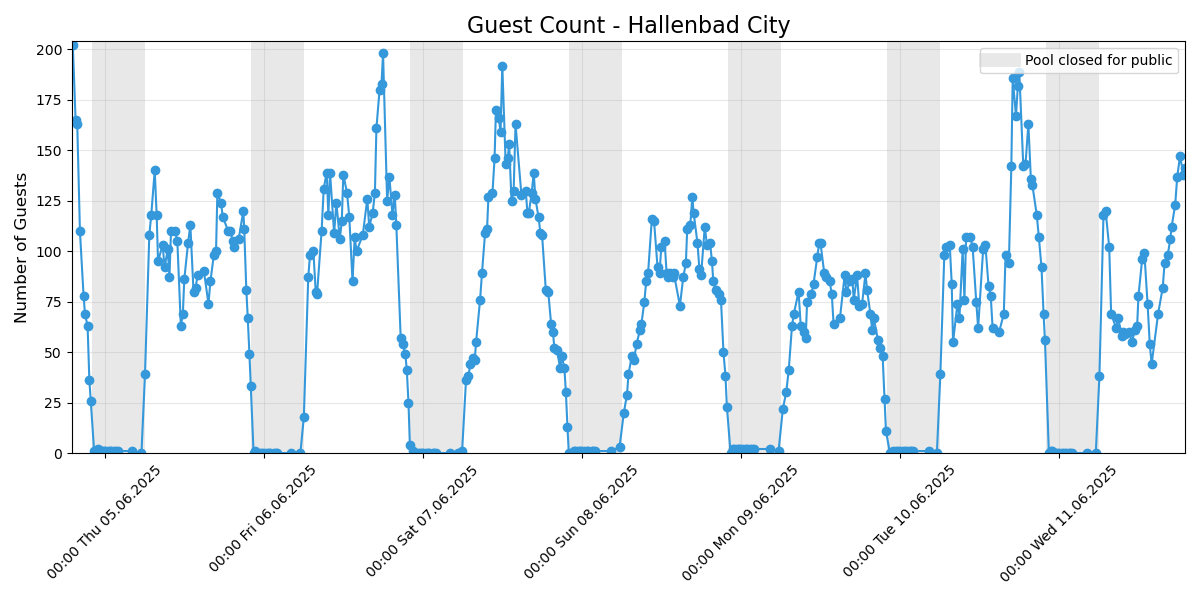 Guest Count - Hallenbad City
Number of Guests
200
175
150
125
100
75
50
25
0
Pool closed for public
00:00 Thu 05.06.2025
00:00 Fri 06.06.2025
00:00 Sat 07.06.2025
00:00 Sun 08.06.2025
00:00 Mon 09.06.2025
00:00 Tue 10.06.2025
00:00 Wed 11.06.2025